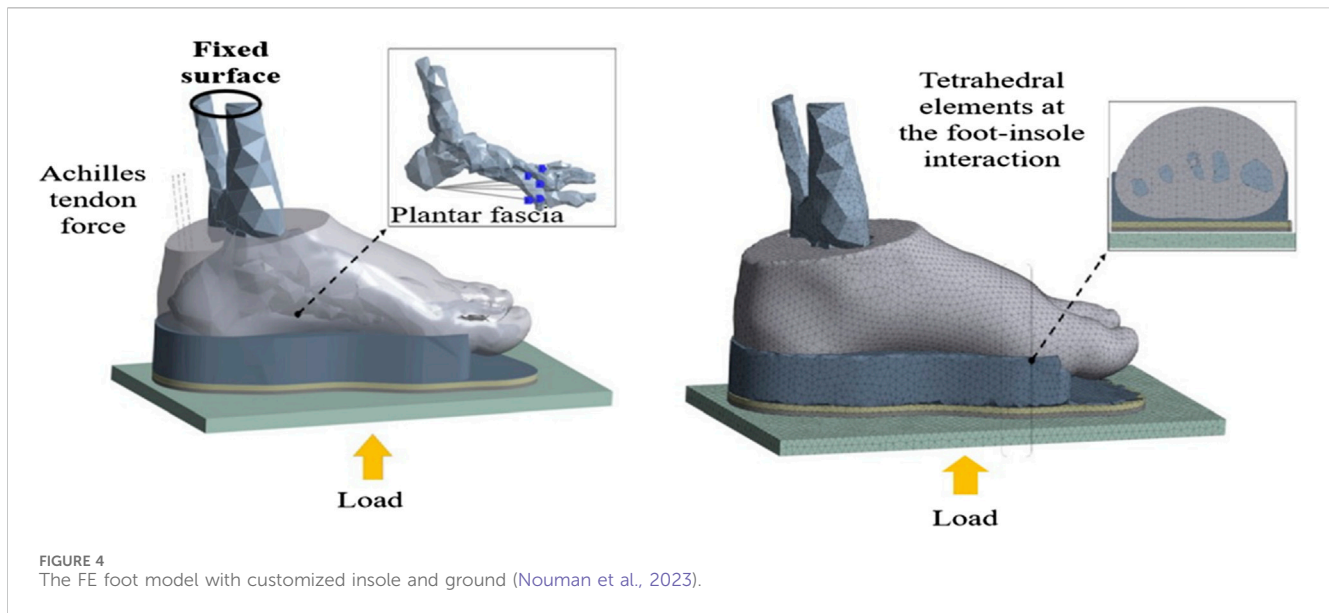 Fixed
surface
Achilles
tendon
force
Plantar fascia
Load
Tetrahedral
elements at
the foot-insole
interaction
Load
FIGURE 4
The FE foot model with customized insole and ground (Nouman et al., 2023).